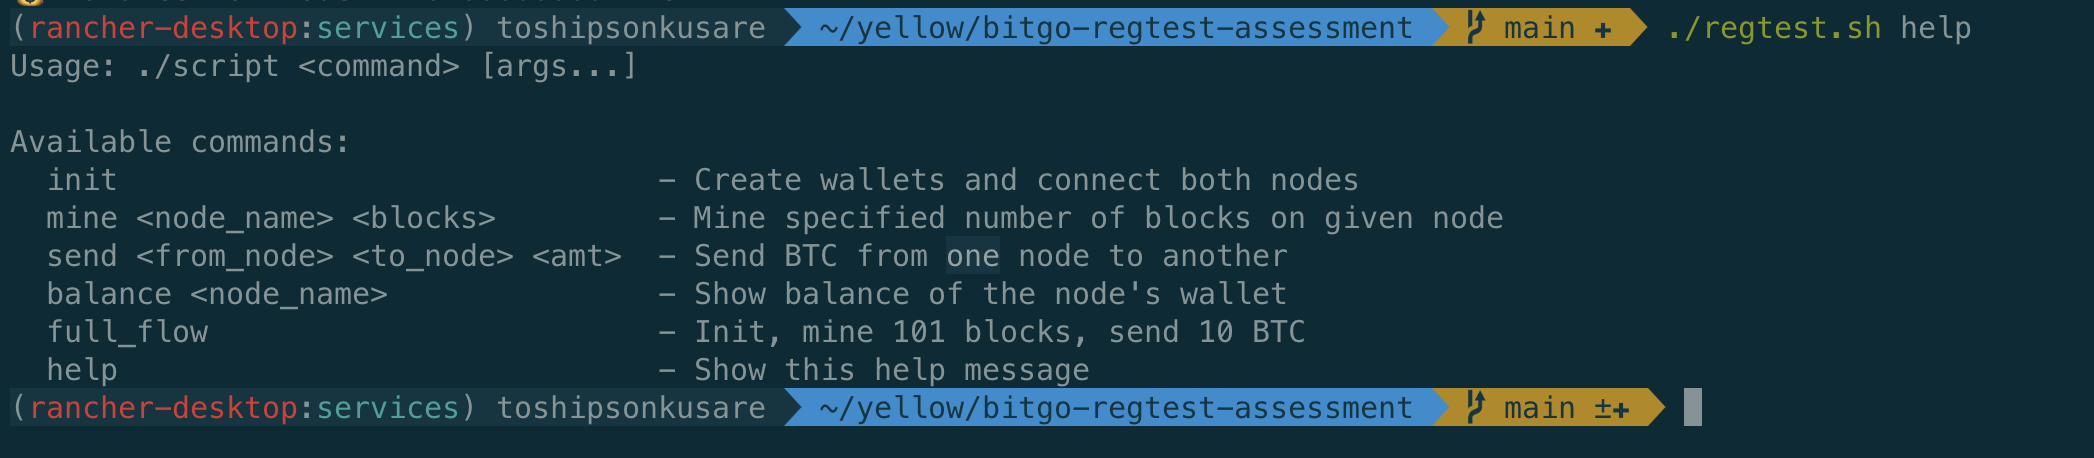 (rancher-desktop:services) toshipsonkusare ~/yellow/bitgo-regtest-assessment main + ./regtest.sh help
Usage: ./script <command> [args...]
Available commands:
init - Create wallets and connect both nodes
mine <node_name> <blocks> - Mine specified number of blocks on given node
send <from_node> <to_node> <amt> - Send BTC from one node to another
balance <node_name> - Show balance of the node's wallet
full_flow - Init, mine 101 blocks, send 10 BTC
help - Show this help message
(rancher-desktop:services) toshipsonkusare ~/yellow/bitgo-regtest-assessment main ±+